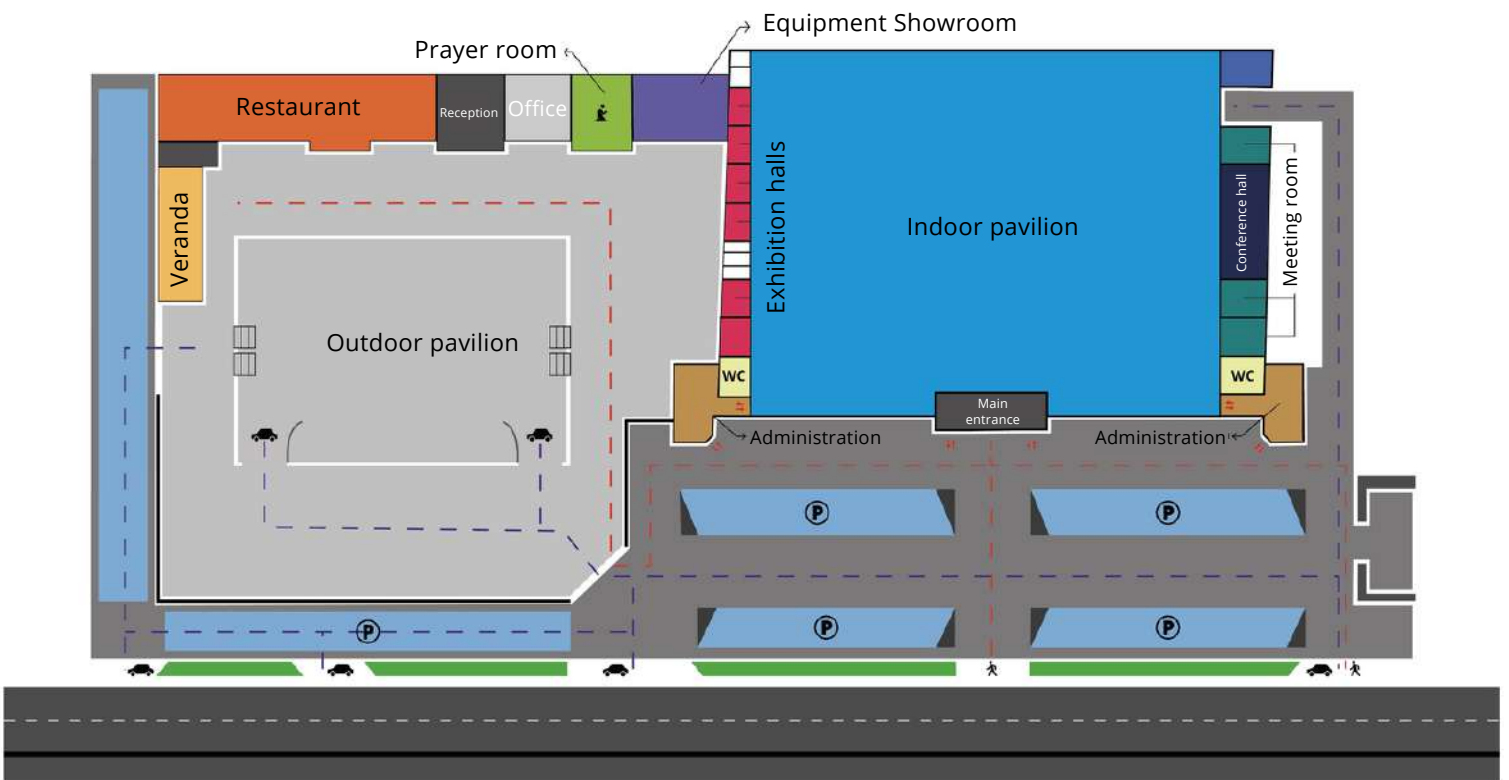 Equipment Showroom
Prayer room
Restaurant
Reception
Office
Veranda
Outdoor pavilion
Exhibition halls
Indoor pavilion
Conference hall
Meeting room
WC
WC
Main
entrance
Administration
Administration
P
P
P
P
P